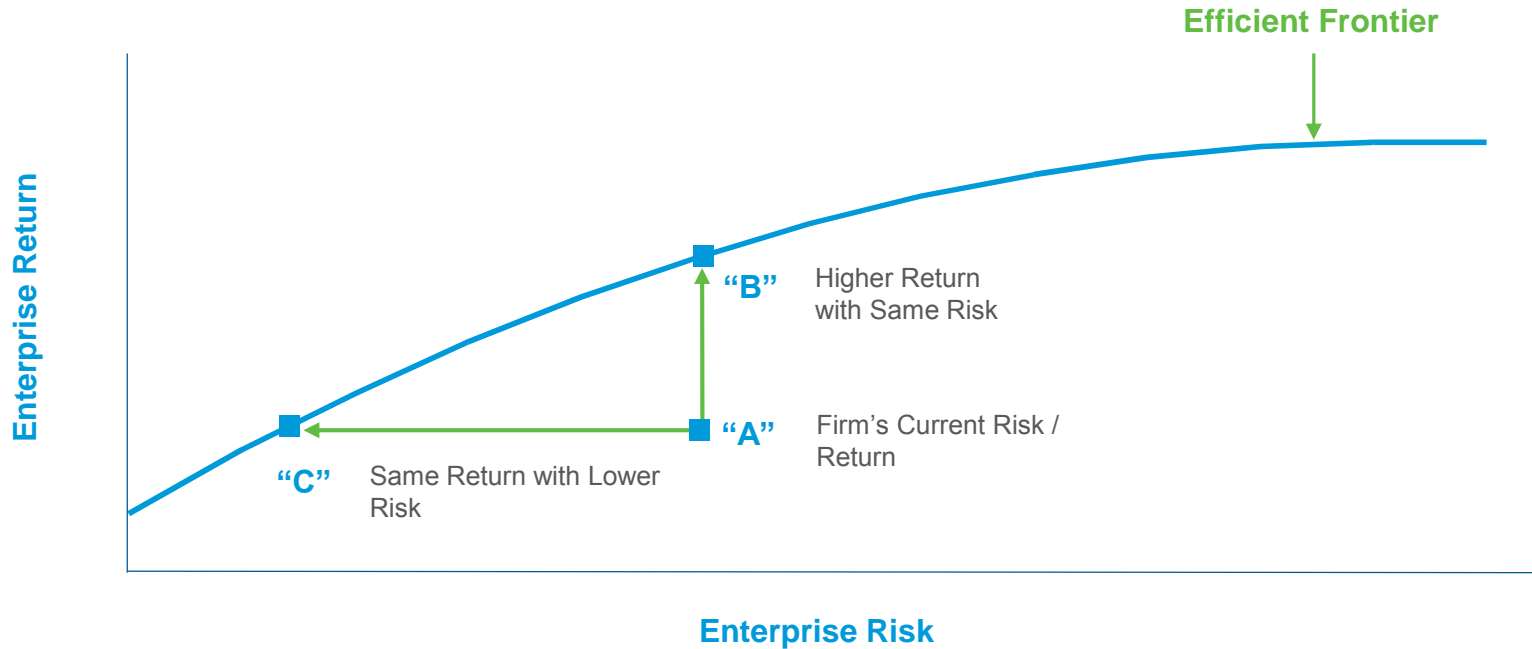 Efficient Frontier
Enterprise Return
“B”
Higher Return
with Same Risk
“A”
Firm’s Current Risk /
Return
“C”
Same Return with Lower
Risk
Enterprise Risk